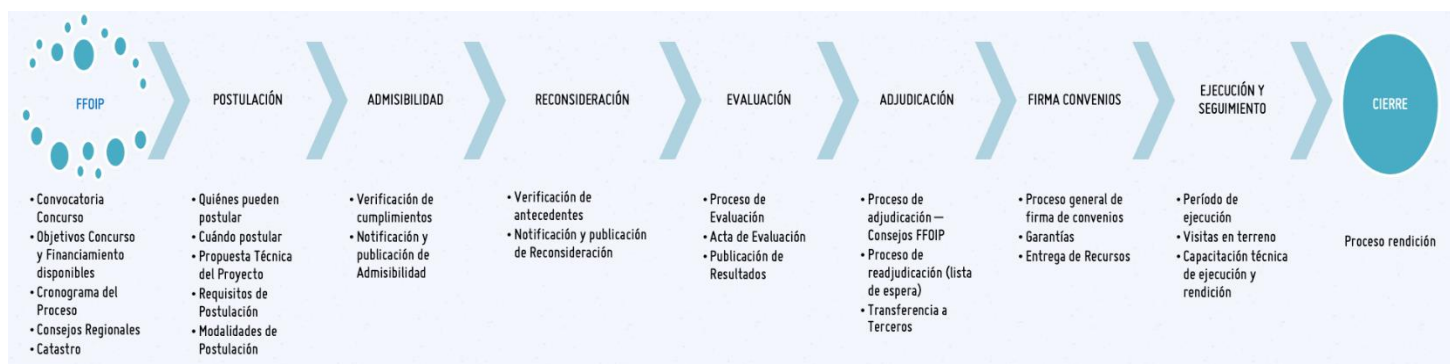 FFOIP
POSTULACIÓN
ADMISIBILIDAD
RECONSIDERACIÓN
EVALUACIÓN
ADJUDICACIÓN
FIRMA CONVENIOS
EJECUCIÓN Y
SEGUIMIENTO
CIERRE
• Convocatoria
Concurso
• Objetivos Concurso
y Financiamiento
disponibles
• Cronograma del
Proceso
• Consejos Regionales
• Catastro
• Quiénes pueden
postular
• Cuándo postular
• Propuesta Técnica
del Proyecto
• Requisitos de
Postulación
• Modalidades de
Postulación
• Verificación de
cumplimientos
• Notificación y
publicación de
Admisibilidad
• Verificación de
antecedentes
• Notificación y publicación
de Reconsideración
• Proceso de
Evaluación
• Acta de Evaluación
• Publicación de
Resultados
• Proceso de
adjudicación –
Consejos FFOIP
• Proceso de
readjudicación (lista
de espera)
• Transferencia a
Terceros
• Proceso general de
firma de convenios
• Garantías
• Entrega de Recursos
• Período de
ejecución
• Visitas en terreno
• Capacitación técnica
de ejecución y
rendición
Proceso rendición